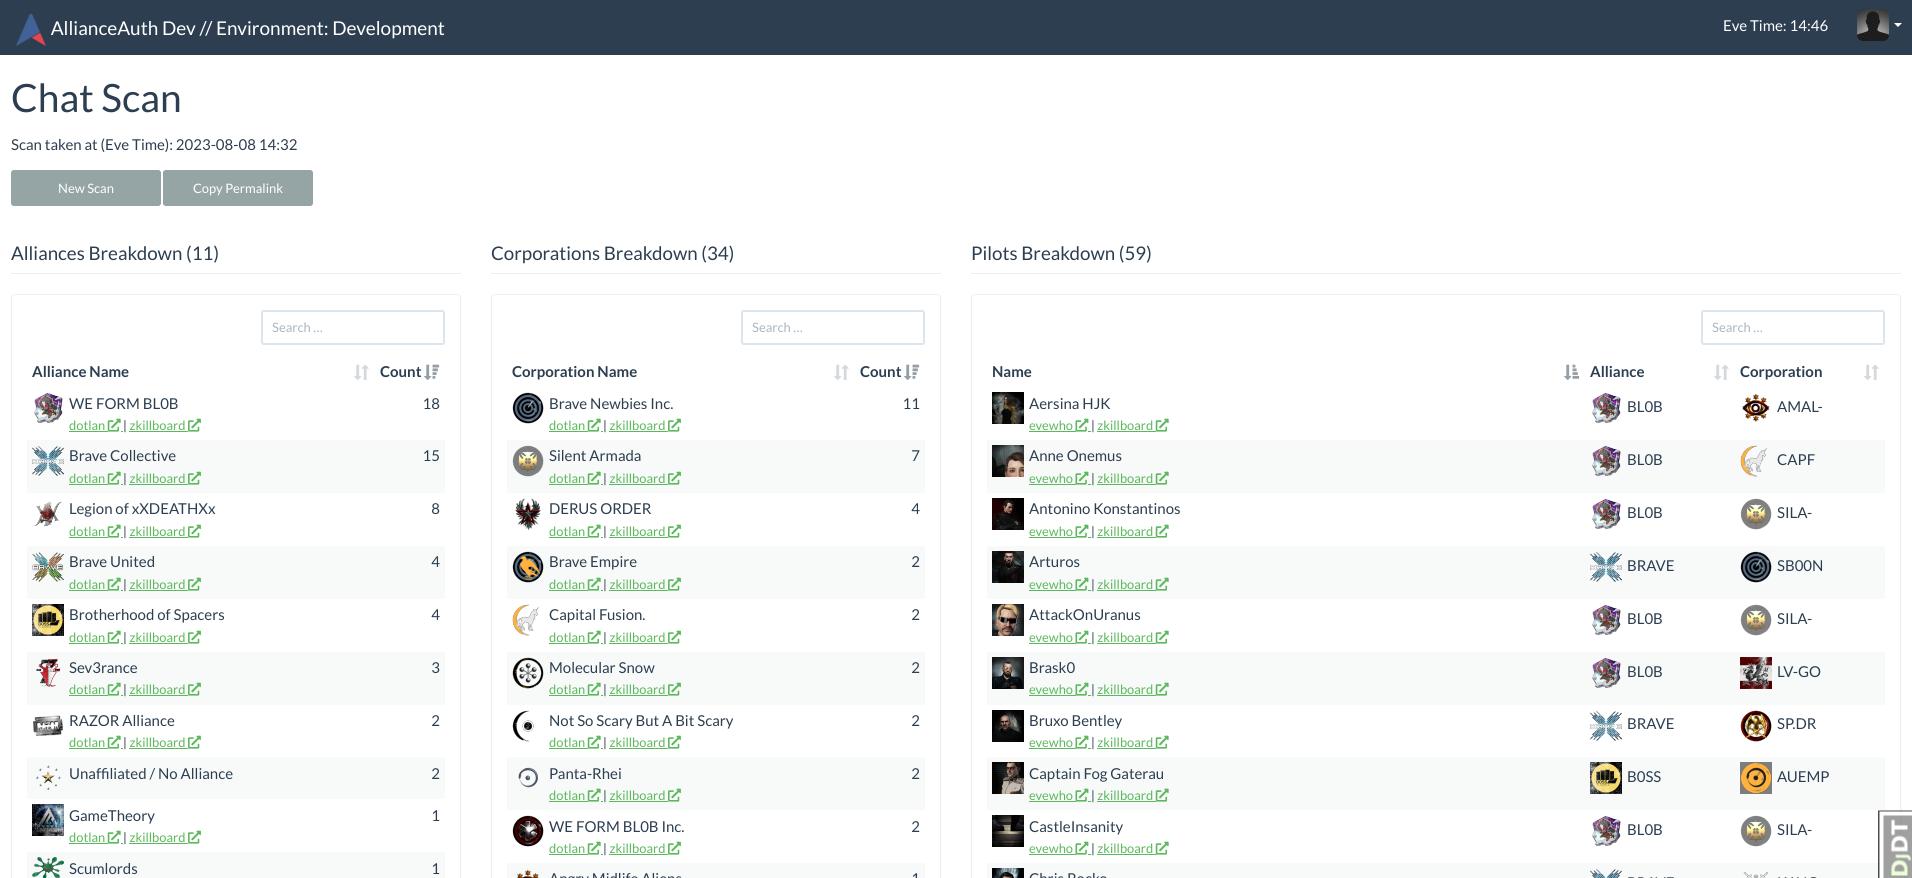 AllianceAuth Dev // Environment: Development
Eve Time: 14:46
Chat Scan
Scan taken at (Eve Time): 2023-08-08 14:32
New Scan
Copy Permalink
Alliances Breakdown (11)
Search ...
Alliance Name Count
WE FORM BL0B 18
dotlan | zkillboard
Brave Collective 15
dotlan | zkillboard
Legion of xXDEATHXx 8
dotlan | zkillboard
Brave United 4
dotlan | zkillboard
Brotherhood of Spacers 4
dotlan | zkillboard
Sev3rance 3
dotlan | zkillboard
RAZOR Alliance 2
dotlan | zkillboard
Unaffiliated / No Alliance 2
GameTheory 1
dotlan | zkillboard
Scumlords 1
Corporations Breakdown (34)
Search ...
Corporation Name Count
Brave Newbies Inc. 11
dotlan | zkillboard
Silent Armada 7
dotlan | zkillboard
DERUS ORDER 4
dotlan | zkillboard
Brave Empire 2
dotlan | zkillboard
Capital Fusion. 2
dotlan | zkillboard
Molecular Snow 2
dotlan | zkillboard
Not So Scary But A Bit Scary 2
dotlan | zkillboard
Panta-Rhei 2
dotlan | zkillboard
WE FORM BL0B Inc. 2
dotlan | zkillboard
Pilots Breakdown (59)
Search ...
Name Alliance Corporation
Aersina HJK BL0B AMAL-
evewho | zkillboard
Anne Onemus BL0B CAPF
evewho | zkillboard
Antonino Konstantinos BL0B SILA-
evewho | zkillboard
Arturos BRAVE SB00N
evewho | zkillboard
AttackOnUranus BL0B SILA-
evewho | zkillboard
Brask0 BL0B LV-GO
evewho | zkillboard
Bruxo Bentley BRAVE SP.DR
evewho | zkillboard
Captain Fog Gaterau B0SS AUEMP
evewho | zkillboard
CastleInsanity BL0B SILA-
evewho | zkillboard
DjDT